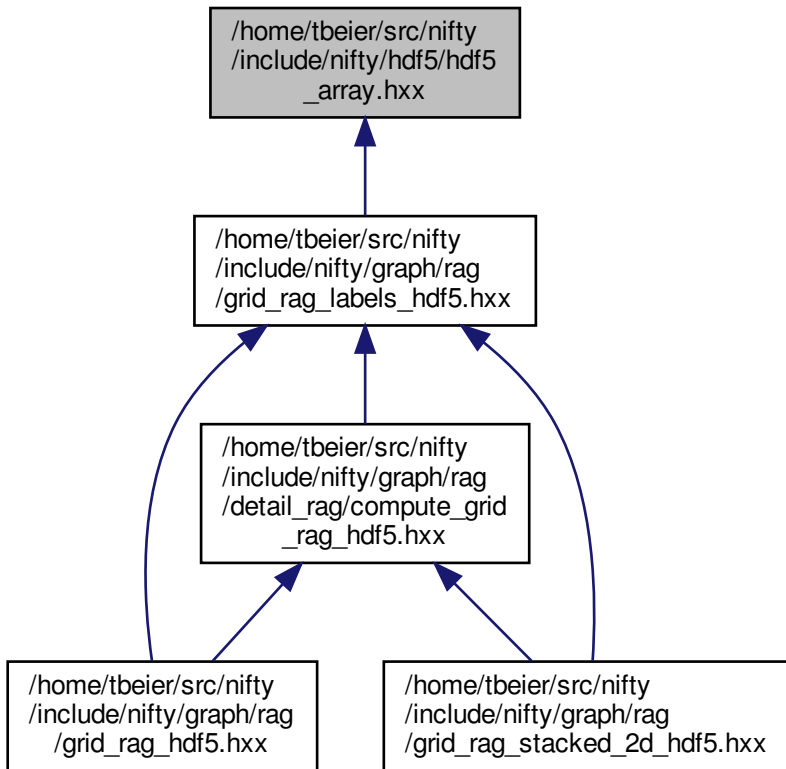 /home/tbeier/src/nifty
/include/nifty/hdf5/hdf5
_array.hxx
/home/tbeier/src/nifty
/include/nifty/graph/rag
/grid_rag_labels_hdf5.hxx
/home/tbeier/src/nifty
/include/nifty/graph/rag
/detail_rag/compute_grid
_rag_hdf5.hxx
/home/tbeier/src/nifty
/include/nifty/graph/rag
/grid_rag_hdf5.hxx
/home/tbeier/src/nifty
/include/nifty/graph/rag
/grid_rag_stacked_2d_hdf5.hxx